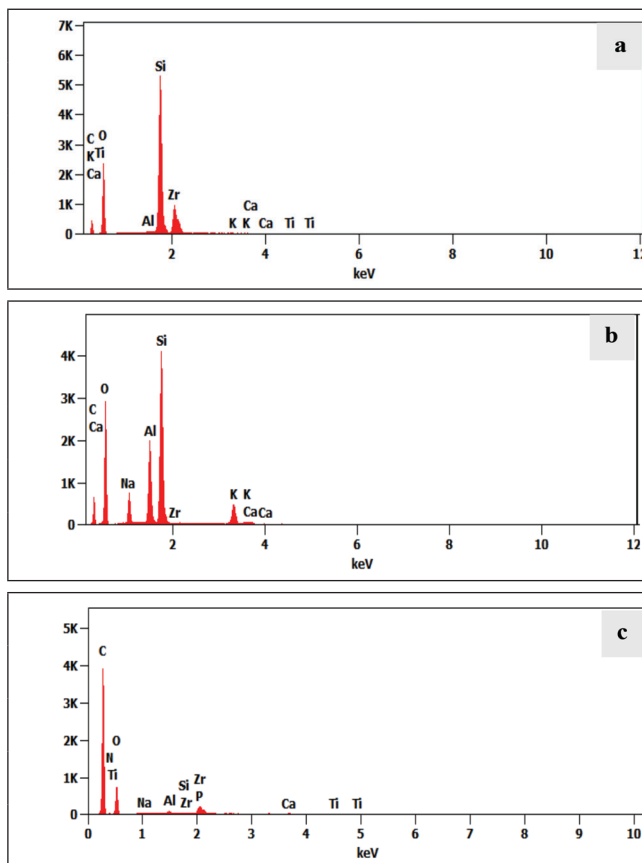 7K
a
6K
Si
5K
4K
C O
3K
K Ti
Ca
2K
Zr
Ca
1K
Al K K Ca Ti Ti
0
2 4 6 8 10 12
keV
b
Si
4K
O
3K
C
Ca
2K
Al
Na
1K
K K
Zr Ca Ca
0
2 4 6 8 10 12
keV
c
5K
C
4K
3K
2K
O
N
1K
Ti
Si Zr
Na Al Zr P Ca Ti Ti
0
0 1 2 3 4 5 6 7 8 9 10
keV